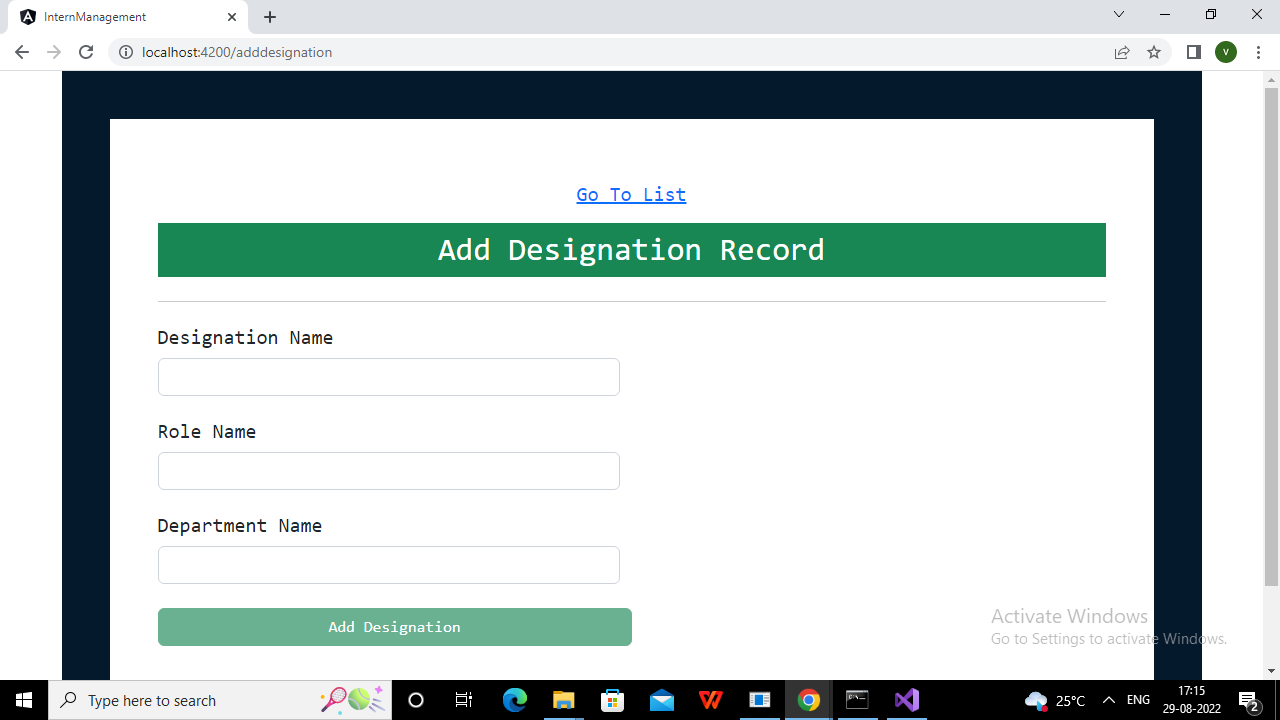 InternManagement
localhost:4200/adddesignation
V
Go To List
Add Designation Record
Designation Name
Role Name
Department Name
Add Designation
Activate Windows
Go to Settings to activate Windows.
Type here to search
25°C
ENG
17:15
29-08-2022
2